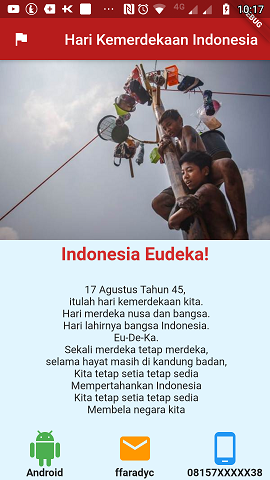 4G
10:17
DEBUG
Hari Kemerdekaan Indonesia
Indonesia Eudeka!
17 Agustus Tahun 45,
itulah hari kemerdekaan kita.
Hari merdeka nusa dan bangsa.
Hari lahirnya bangsa Indonesia.
Eu-De-Ka.
Sekali merdeka tetap merdeka,
selama hayat masih di kandung badan,
Kita tetap setia tetap sedia
Mempertahankan Indonesia
Kita tetap setia tetap sedia
Membela negara kita
Android
ffaradyc
08157XXXXX38